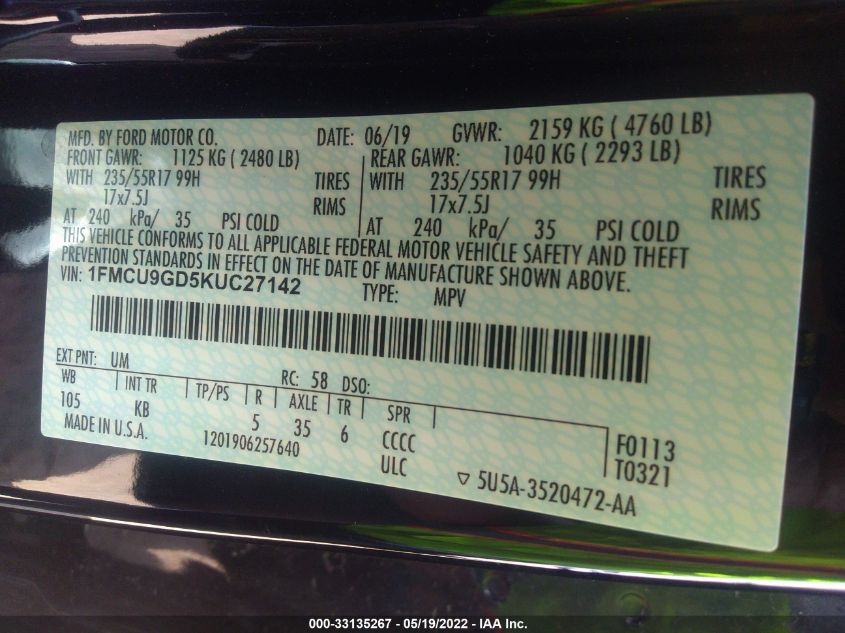 MFD. BY FORD MOTOR CO. DATE: 06/19 GVWR: 2159 KG ( 4760 LB)
FRONT GAWR: 1125 KG ( 2480 LB) REAR GAWR: 1040 KG ( 2293 LB)
WITH 235/55R17 99H TIRES WITH 235/55R17 99H TIRES
17x7.5J RIMS 17x7.5J RIMS
AT 240 kPa/ 35 PSI COLD AT 240 kPa/ 35 PSI COLD
THIS VEHICLE CONFORMS TO ALL APPLICABLE FEDERAL MOTOR VEHICLE SAFETY AND THEFT
PREVENTION STANDARDS IN EFFECT ON THE DATE OF MANUFACTURE SHOWN ABOVE.
VIN: 1FMCU9GD5KUC27142 TYPE: MPV
EXT PNT: UM RC: 58 DSO:
WB INT TR TP/PS R AXLE TR SPR
105 KB 5 35 6 CCCC F0113
MADE IN U.S.A. 1201906257640 ULC T0321
▽ 5U5A-3520472-AA
000-33135267 - 05/19/2022 - IAA Inc.